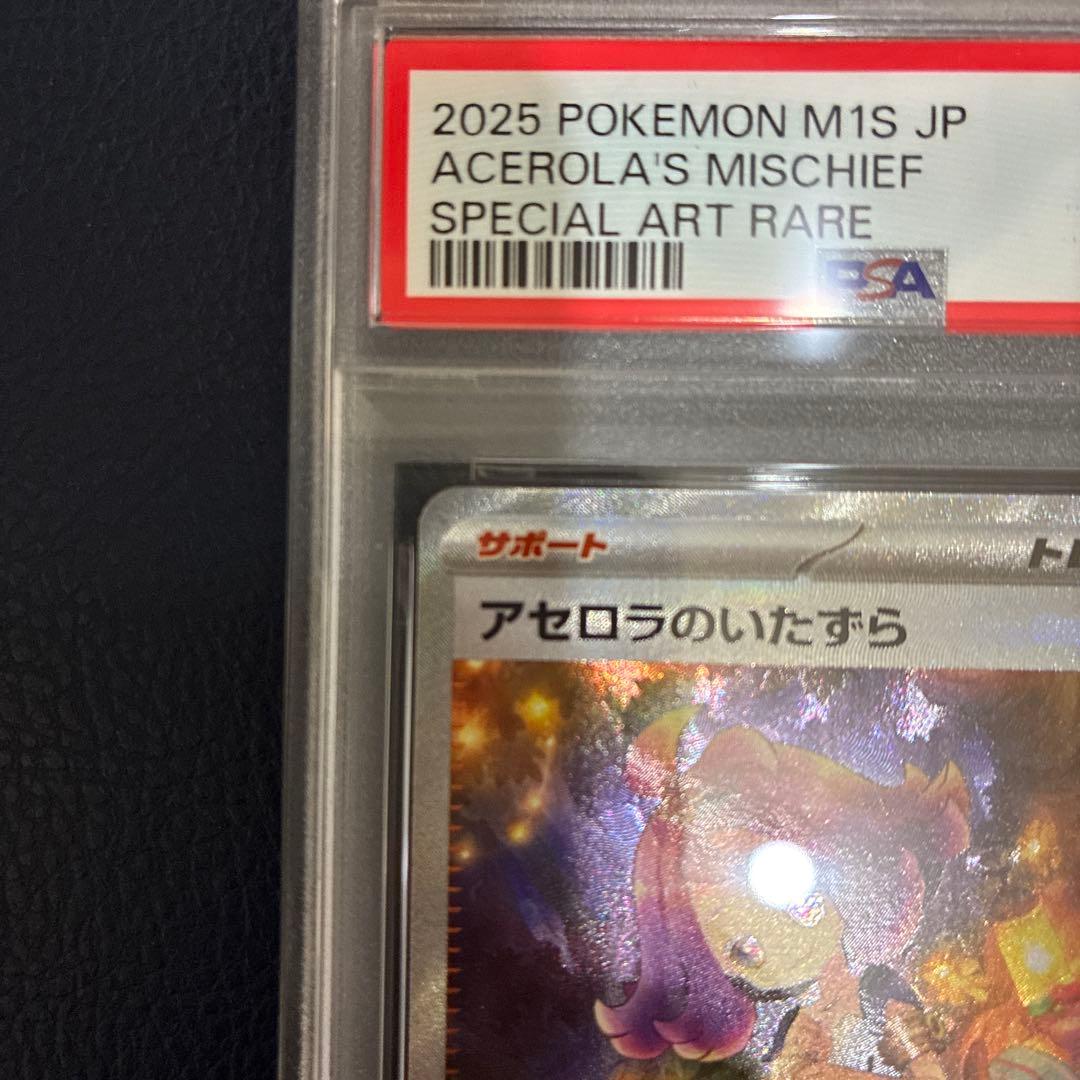 2025 POKEMON M1S JP
ACEROLA'S MISCHIEF
SPECIAL ART RARE
PSA
サポート
ト
アセロラのいたずら